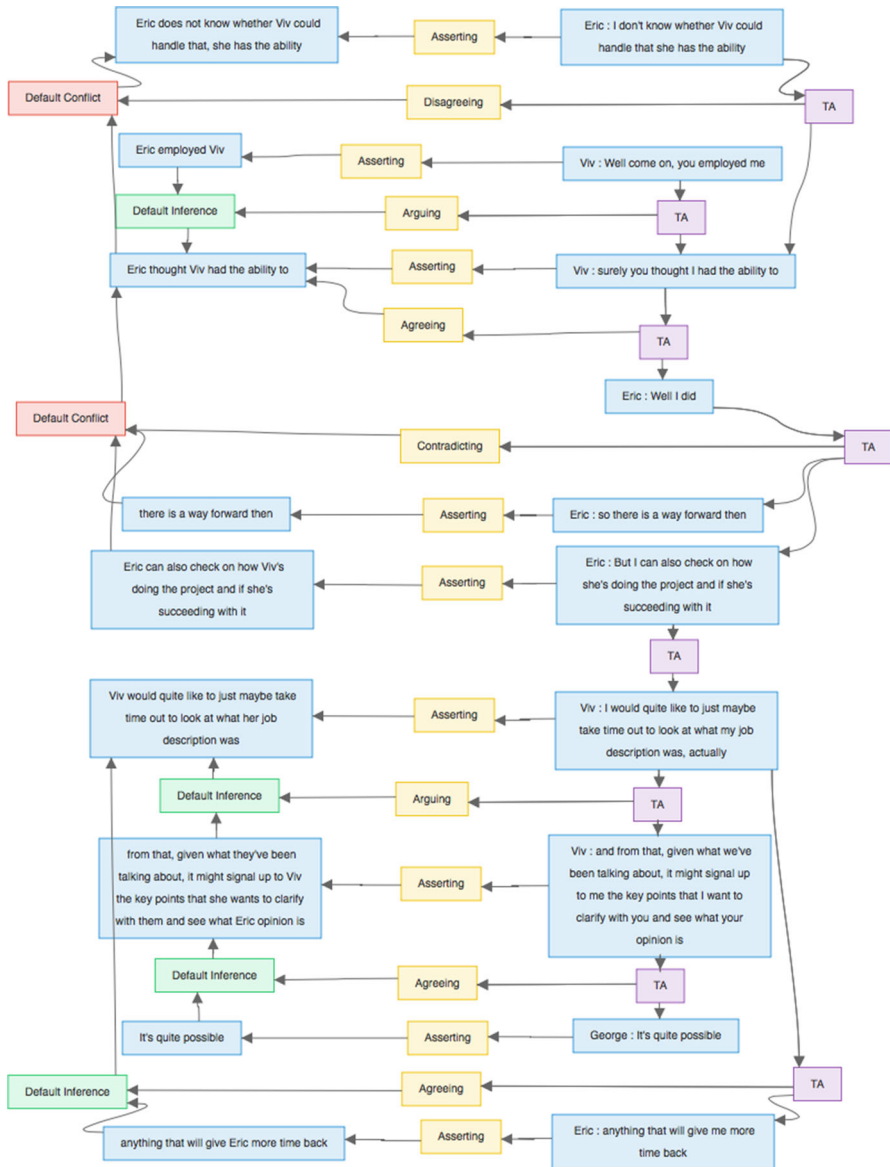 Eric does not know whether Viv could
handle that, she has the ability
Asserting
Eric : I don't know whether Viv could
handle that she has the ability
Default Conflict
Disagreeing
TA
Eric employed Viv
Asserting
Viv : Well come on, you employed me
Default Inference
Arguing
TA
Eric thought Viv had the ability to
Asserting
Viv : surely you thought I had the ability to
Agreeing
TA
Eric : Well I did
Default Conflict
Contradicting
TA
there is a way forward then
Asserting
Eric : so there is a way forward then
Eric can also check on how Viv's
doing the project and if she's
succeeding with it
Asserting
Eric : But I can also check on how
she's doing the project and if she's
succeeding with it
TA
Viv would quite like to just maybe take
time out to look at what her job
description was
Asserting
Viv : I would quite like to just maybe
take time out to look at what my job
description was, actually
Default Inference
Arguing
TA
from that, given what they've been
talking about, it might signal up to Viv
the key points that she wants to clarify
with them and see what Eric opinion is
Asserting
Viv : and from that, given what we've
been talking about, it might signal up
to me the key points that I want to
clarify with you and see what your
opinion is
Default Inference
Agreeing
TA
It's quite possible
Asserting
George : It's quite possible
Default Inference
Agreeing
TA
anything that will give Eric more time back
Asserting
Eric : anything that will give me more
time back